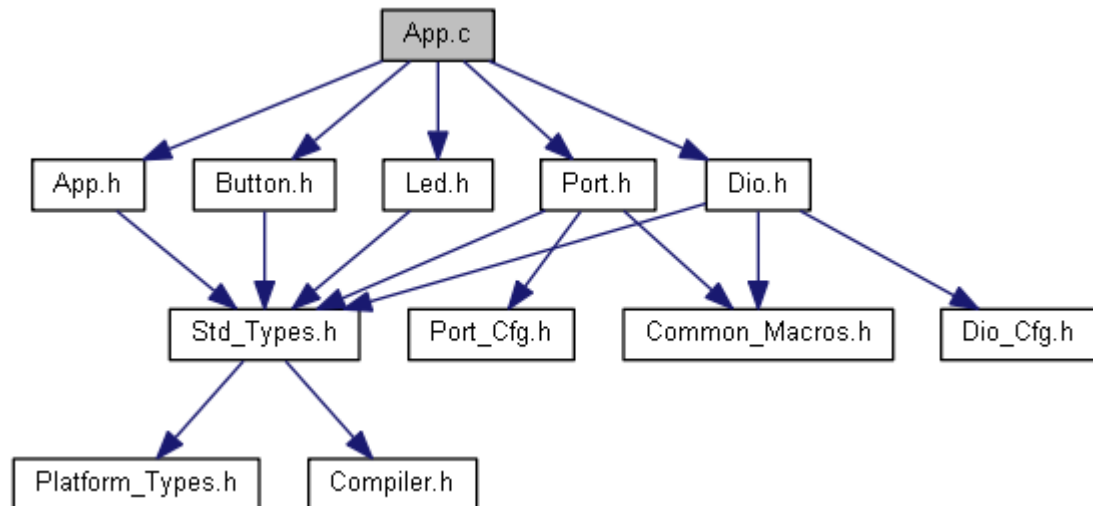 App.c
App.h
Button.h
Led.h
Port.h
Dio.h
Std_Types.h
Port_Cfg.h
Common_Macros.h
Dio_Cfg.h
Platform_Types.h
Compiler.h